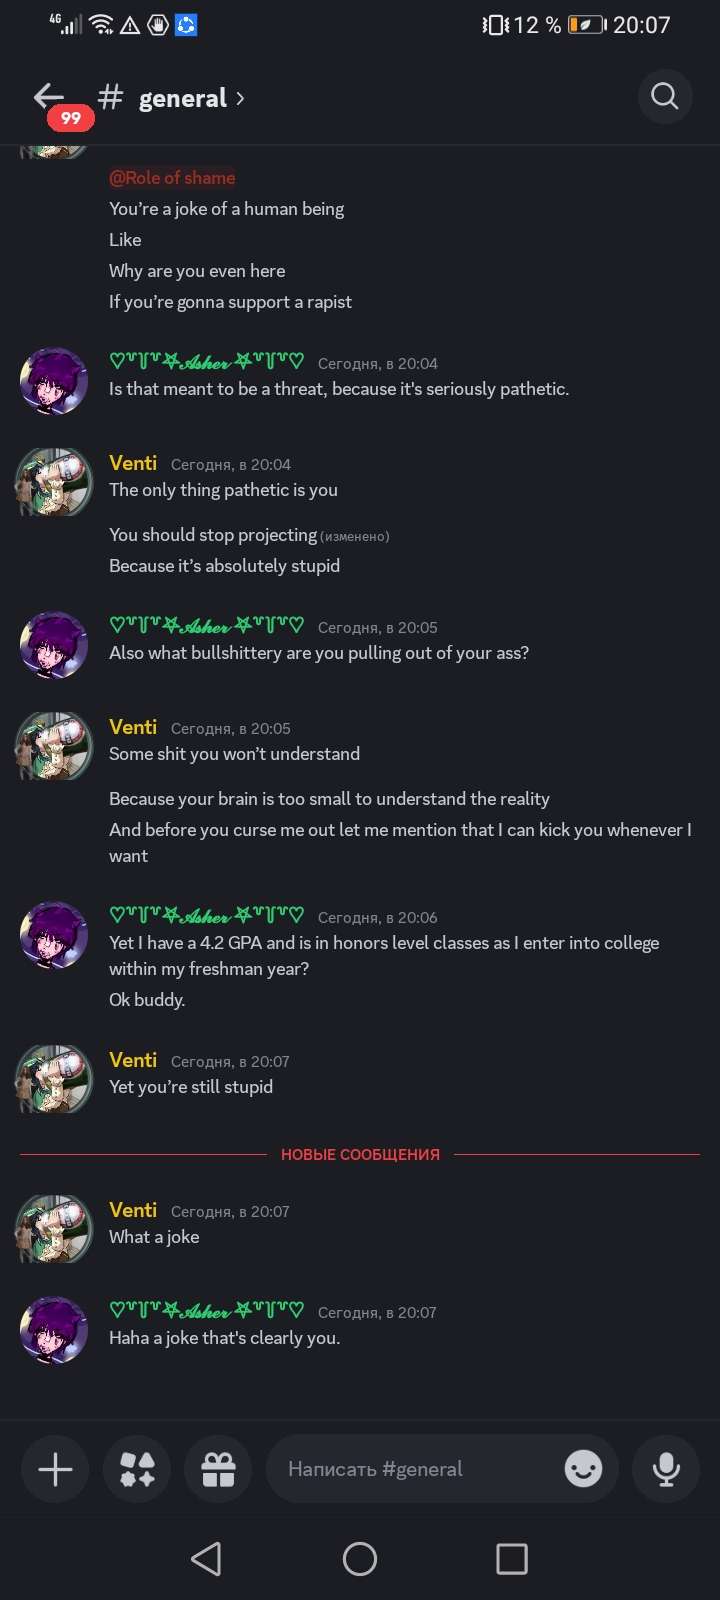 4G 12 % 20:07
# general
99
@Role of shame
You're a joke of a human being
Like
Why are you even here
If you're gonna support a rapist
Asher Сегодня, в 20:04
Is that meant to be a threat, because it's seriously pathetic.
Venti Сегодня, в 20:04
The only thing pathetic is you
You should stop projecting (изменено)
Because it's absolutely stupid
Asher Сегодня, в 20:05
Also what bullshittery are you pulling out of your ass?
Venti Сегодня, в 20:05
Some shit you won't understand
Because your brain is too small to understand the reality
And before you curse me out let me mention that I can kick you whenever I
want
Asher Сегодня, в 20:06
Yet I have a 4.2 GPA and is in honors level classes as I enter into college
within my freshman year?
Ok buddy.
Venti Сегодня, в 20:07
Yet you're still stupid
НОВЫЕ СООБЩЕНИЯ
Venti Сегодня, в 20:07
What a joke
Asher Сегодня, в 20:07
Haha a joke that's clearly you.
Написать #general